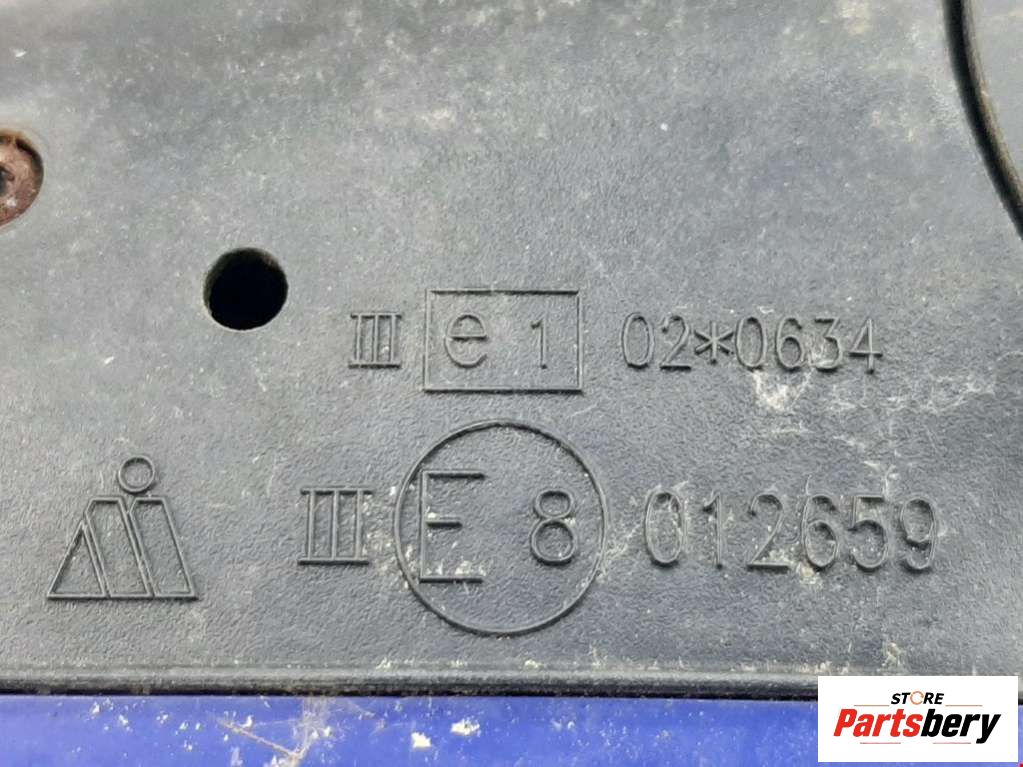 III e 1 02*0634
III E 8 012659
STORE
Partsbery